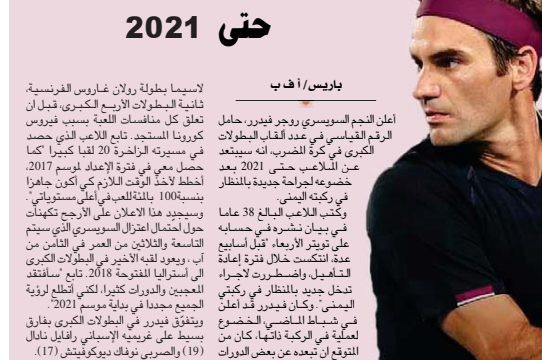 حتى 2021
باريس/ أ ف ب
أعلن النجم السويسري روجر فيدرر، حامل
الرقم القياسي في عدد ألقاب البطولات
الكبرى في كرة المضرب، انه سيبتعد
عن الملاعب حتى 2021 بعد
خضوعه لجراحة جديدة بالمنظار
في ركبته اليمنى.
وكتب اللاعب البالغ 38 عاما
في بيان نشره في حسابه
على تويتر الأربعاء "قبل أسابيع
عدة، انتكست خلال فترة إعادة
التأهيل، واضطررت لاجراء
تدخل جديد بالمنظار في ركبتي
اليمنى". وكان فيدرر قد أعلن
في شباط الماضي، الخضوع
لعملية في الركبة ذاتها، كان من
المتوقع ان تبعده عن بعض الدورات
لاسيما بطولة رولان غاروس الفرنسية،
ثانية البطولات الأربع الكبرى، قبل ان
تعلق كل منافسات اللعبة بسبب فيروس
كورونا المستجد. تابع اللاعب الذي حصد
في مسيرته الزاخرة 20 لقبا كبيرا "كما
حصل معي في فترة الإعداد لموسم 2017،
أخطط لأخذ الوقت اللازم كي أكون جاهزا
بنسبة100 بالمئة للعب في أعلى مستوياتي".
وسيجدد هذا الاعلان على الأرجح تكهنات
حول احتمال اعتزال السويسري الذي سيتم
التاسعة والثلاثين من العمر في الثامن من
آب ، ويعود لقبه الأخير في البطولات الكبرى
الى أستراليا المفتوحة 2018. تابع "سأفتقد
للمعجبين والدورات كثيرا، لكني أتطلع لرؤية
الجميع مجددا في بداية موسم 2021".
ويتفوّق فيدرر في البطولات الكبرى بفارق
بسيط على غريميه الإسباني رافايل نادال
(19) والصربي نوفاك ديوكوفيتش (17).